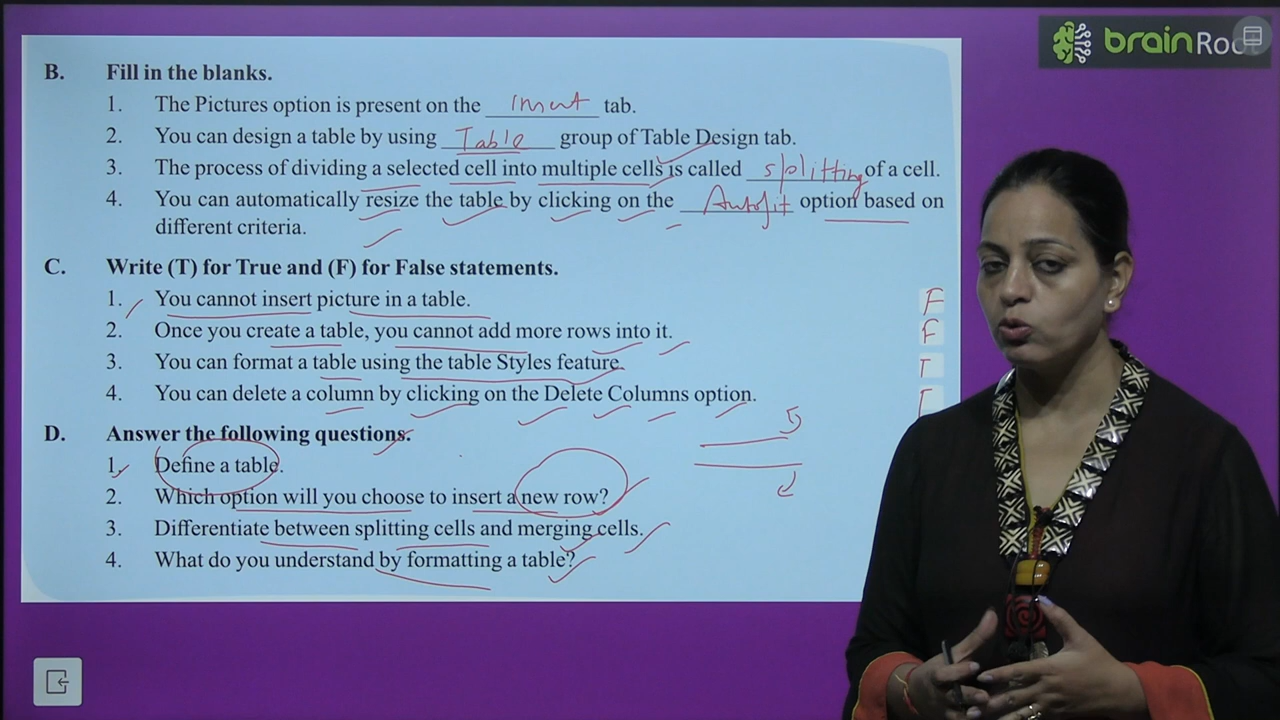 brainRoot
B. Fill in the blanks.
1. The Pictures option is present on the Insert tab.
2. You can design a table by using Table group of Table Design tab.
3. The process of dividing a selected cell into multiple cells is called splitting of a cell.
4. You can automatically resize the table by clicking on the Autofit option based on
different criteria.
C. Write (T) for True and (F) for False statements.
1. You cannot insert picture in a table. F
2. Once you create a table, you cannot add more rows into it. F
3. You can format a table using the table Styles feature. T
4. You can delete a column by clicking on the Delete Columns option.
D. Answer the following questions.
1. Define a table.
2. Which option will you choose to insert a new row?
3. Differentiate between splitting cells and merging cells.
4. What do you understand by formatting a table?